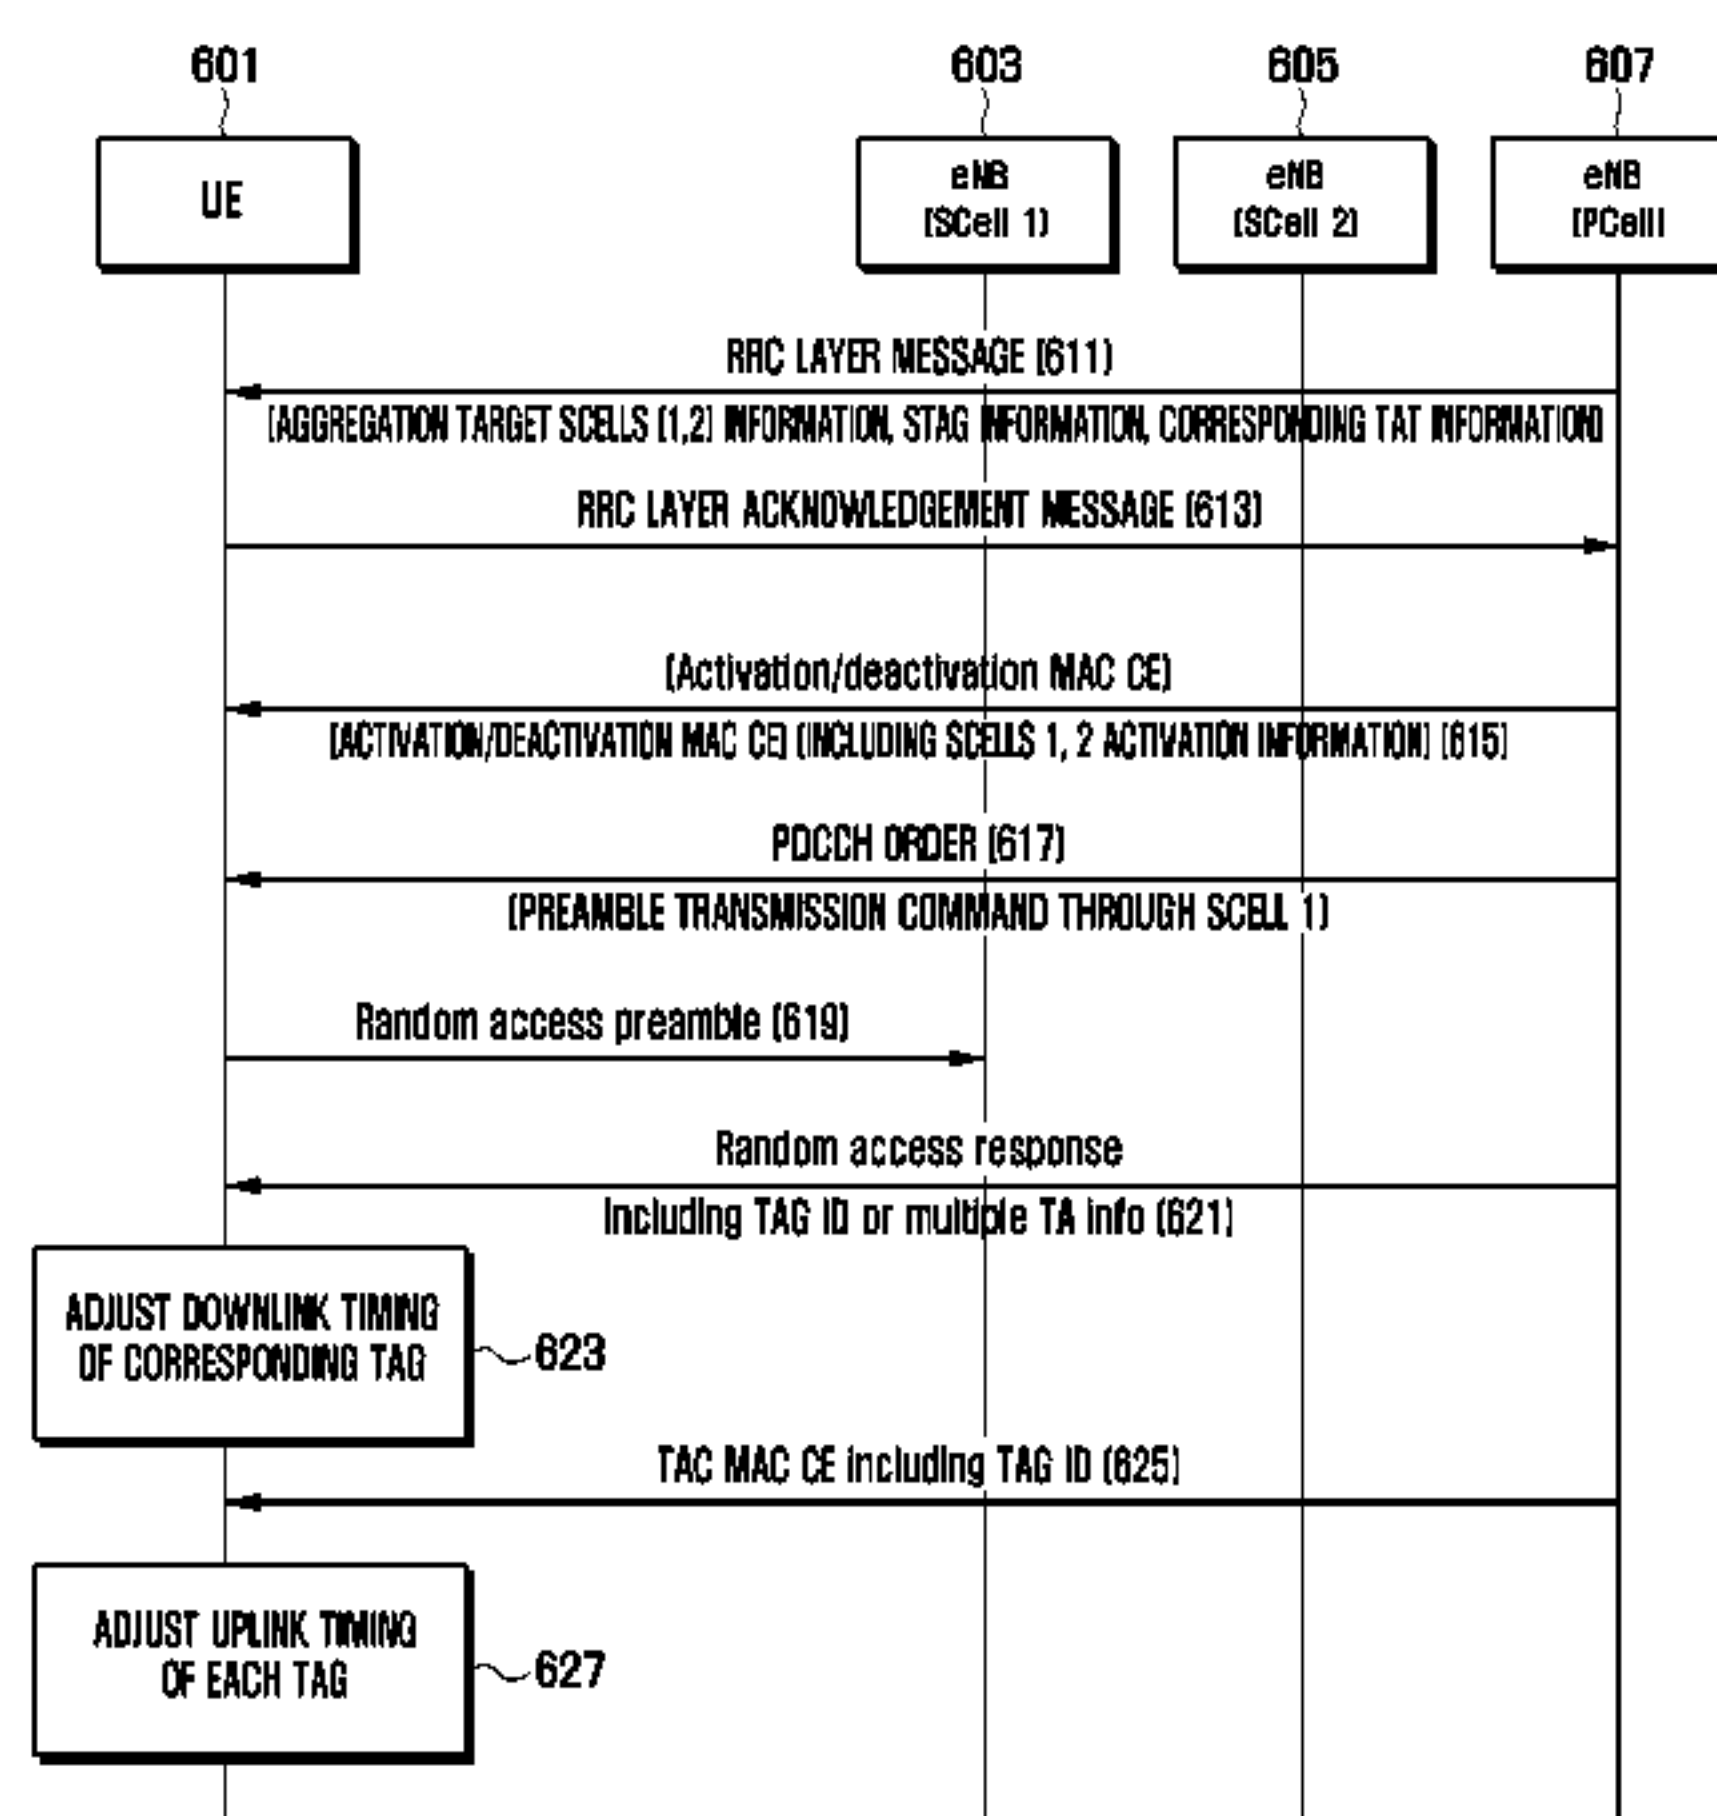 601 603 605 607
UE
eNB
(SCell 1)
eNB
(SCell 2)
eNB
(PCell)
RRC LAYER MESSAGE (611)
(AGGREGATION TARGET SCELLS (1,2) INFORMATION, STAG INFORMATION, CORRESPONDING TAT INFORMATION)
RRC LAYER ACKNOWLEDGEMENT MESSAGE (613)
(Activation/deactivation MAC CE)
(ACTIVATION/DEACTIVATION MAC CE) (INCLUDING SCELLS 1, 2 ACTIVATION INFORMATION) (615)
PDCCH ORDER (617)
(PREAMBLE TRANSMISSION COMMAND THROUGH SCELL 1)
Random access preamble (619)
Random access response
Including TAG ID or multiple TA info (621)
ADJUST DOWNLINK TIMING
OF CORRESPONDING TAG
623
TAC MAC CE including TAG ID (625)
ADJUST UPLINK TIMING
OF EACH TAG
627